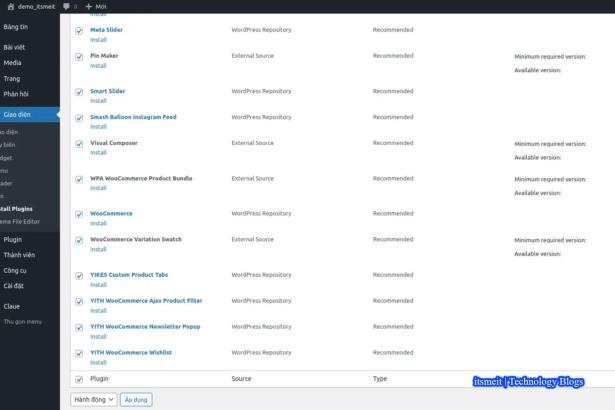 demo_itsmeit 0 + Mới
Bảng tin
Bài viết
Media
Trang
Phản hồi
Giao diện
ao diện
y biến
dget
nu
ader
n
stall Plugins
eme File Editor
Plugin
Thành viên
Công cụ
Cài đặt
Claue
Thu gọn menu
Install
Meta Slider WordPress Repository Recommended
Install
Pin Maker External Source Recommended Minimum required version:
Install Available version:
Smart Slider WordPress Repository Recommended
Install
Smash Balloon Instagram Feed WordPress Repository Recommended
Install
Visual Composer External Source Recommended Minimum required version:
Install Available version:
WPA WooCommerce Product Bundle External Source Recommended Minimum required version:
Install Available version:
WooCommerce WordPress Repository Recommended
Install
WooCommerce Variation Swatch External Source Recommended Minimum required version:
Install Available version:
YIKES Custom Product Tabs WordPress Repository Recommended
Install
YITH WooCommerce Ajax Product Filter WordPress Repository Recommended
Install
YITH WooCommerce Newsletter Popup WordPress Repository Recommended
Install
YITH WooCommerce Wishlist WordPress Repository Recommended
Install
Plugin Source Type
itsmeit | Technology Blogs
Hành động Áp dụng